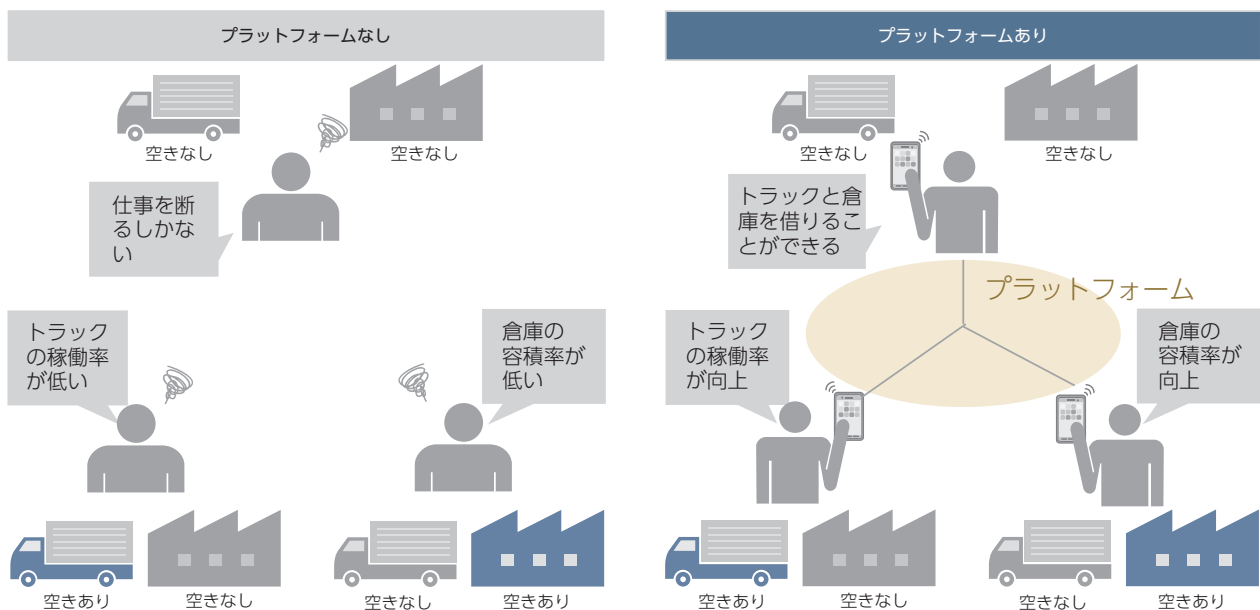 プラットフォームなし
空きなし
空きなし
仕事を断
るしかな
い
トラック
の稼働率
が低い
倉庫の
容積率が
低い
空きあり
空きなし
空きなし
空きあり
プラットフォームあり
空きなし
空きなし
トラックと倉
庫を借りるこ
とができる
プラットフォーム
トラック
の稼働率
が向上
倉庫の
容積率が
向上
空きあり
空きなし
空きなし
空きあり